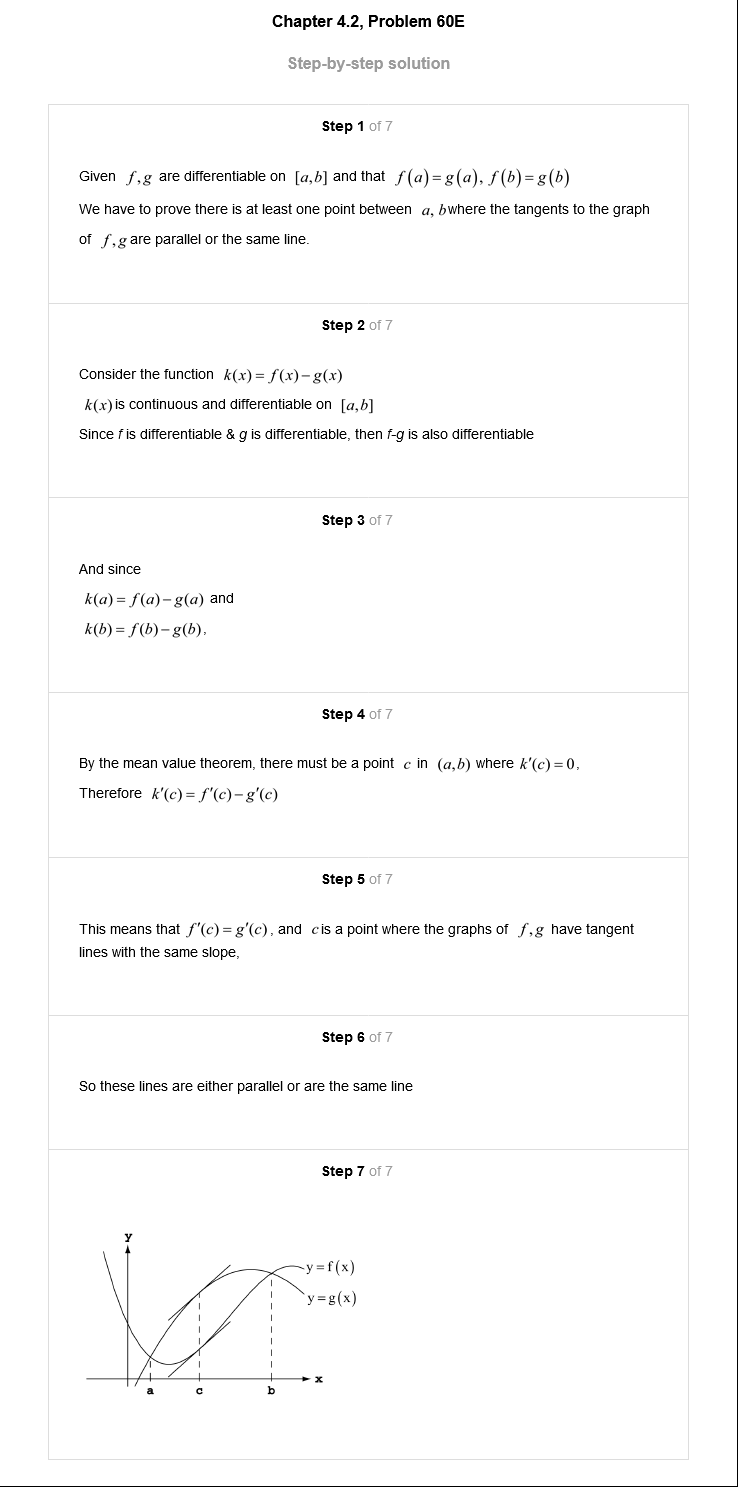 Chapter 4.2, Problem 60E
Step-by-step solution
Step 1 of 7
Given f,g are differentiable on [a,b] and that f(a)=g(a), f(b)=g(b)
We have to prove there is at least one point between a, b where the tangents to the graph
of f,g are parallel or the same line.
Step 2 of 7
Consider the function k(x)=f(x)−g(x)
k(x) is continuous and differentiable on [a,b]
Since f is differentiable & g is differentiable, then f-g is also differentiable
Step 3 of 7
And since
k(a)=f(a)−g(a) and
k(b)=f(b)−g(b),
Step 4 of 7
By the mean value theorem, there must be a point c in (a,b) where k′(c)=0,
Therefore k′(c)=f′(c)−g′(c)
Step 5 of 7
This means that f′(c)=g′(c), and c is a point where the graphs of f,g have tangent
lines with the same slope,
Step 6 of 7
So these lines are either parallel or are the same line
Step 7 of 7
y
y=f(x)
y=g(x)
x
a c b